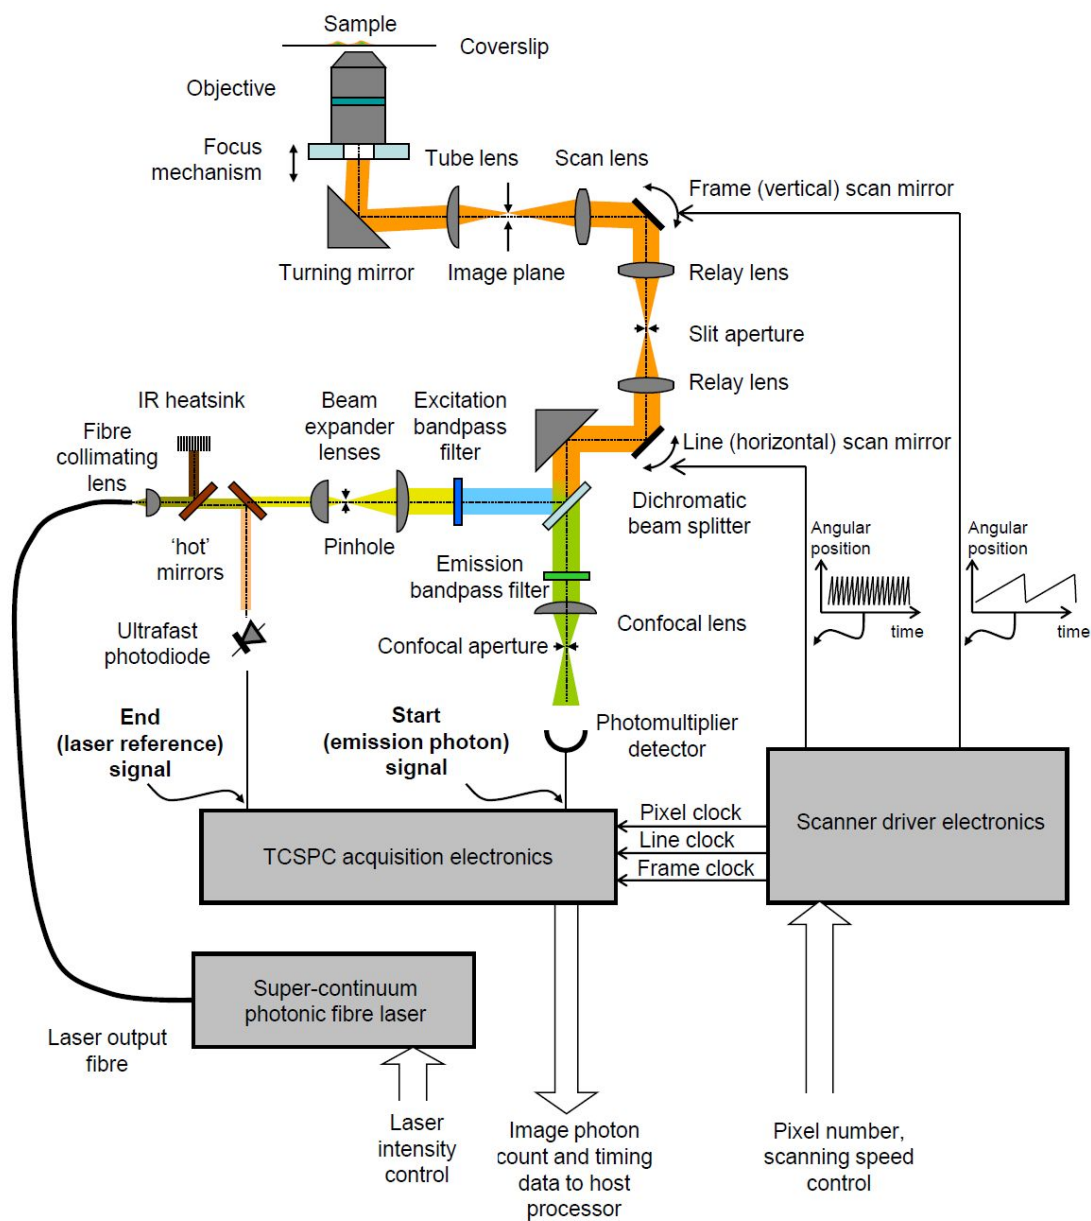 Sample
Coverslip
Objective
Focus
mechanism
Tube lens
Scan lens
Frame (vertical) scan mirror
Turning mirror
Image plane
Relay lens
Slit aperture
Relay lens
IR heatsink
Fibre
collimating
lens
Beam
expander
lenses
Excitation
bandpass
filter
Line (horizontal) scan mirror
Dichromatic
beam splitter
'hot'
mirrors
Pinhole
Emission
bandpass filter
Angular
position
time
Angular
position
time
Ultrafast
photodiode
Confocal lens
Confocal aperture
End
(laser reference)
signal
Start
(emission photon)
signal
Photomultiplier
detector
TCSPC acquisition electronics
Pixel clock
Line clock
Frame clock
Scanner driver electronics
Super-continuum
photonic fibre laser
Laser output
fibre
Laser
intensity
control
Image photon
count and timing
data to host
processor
Pixel number,
scanning speed
control